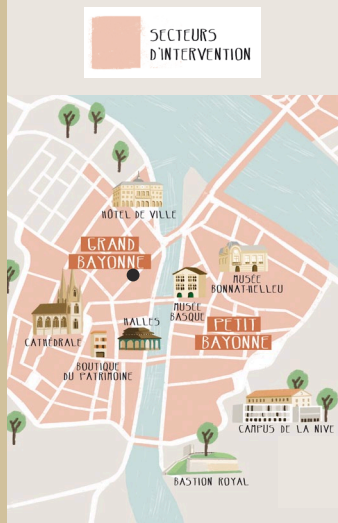 SECTEURS
D'INTERVENTION
HÔTEL DE VILLE
GRAND
BAYONNE
MUSÉE
BONNAT-HELLEU
MUSÉE
BASQUE
HALLES
PETIT
BAYONNE
CATHÉDRALE
BOUTIQUE
DU PATRIMOINE
CAMPUS DE LA NIVE
BASTION ROYAL